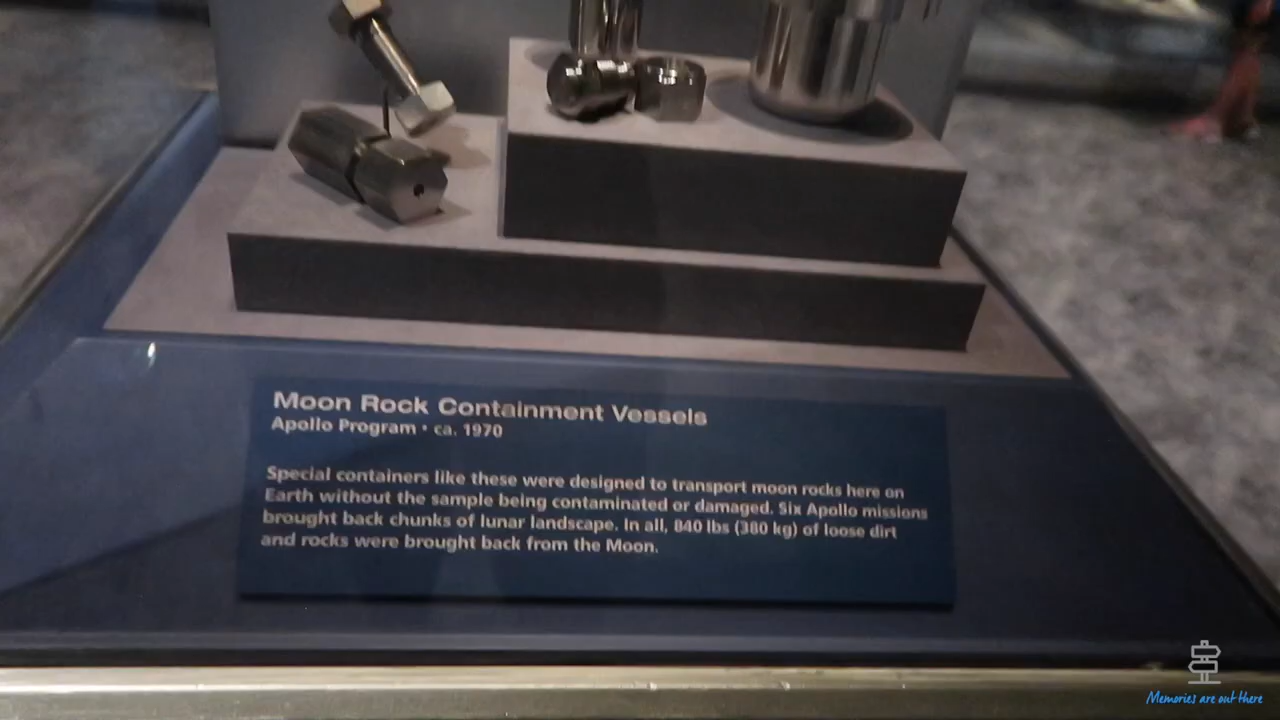 Moon Rock Containment Vessels
Apollo Program • ca. 1970
Special containers like these were designed to transport moon rocks here on
Earth without the sample being contaminated or damaged. Six Apollo missions
brought back chunks of lunar landscape. In all, 840 lbs (380 kg) of loose dirt
and rocks were brought back from the Moon.
Memories are out there